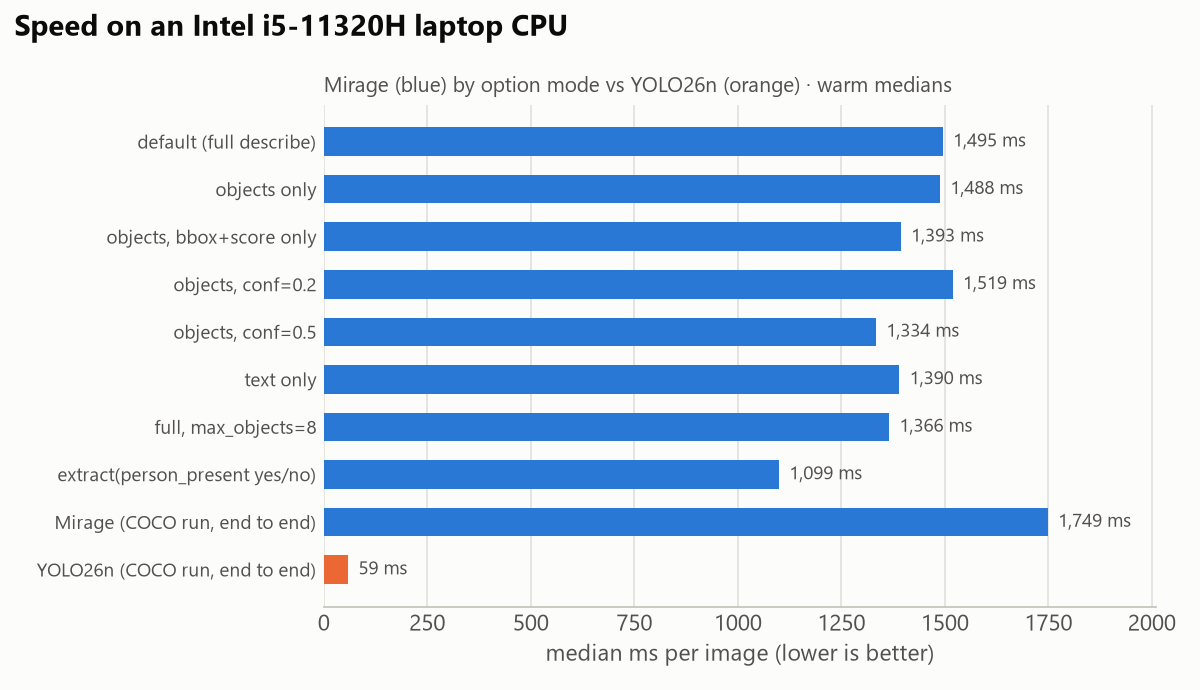 Speed on an Intel i5-11320H laptop CPU
Mirage (blue) by option mode vs YOLO26n (orange) · warm medians
default (full describe) 1,495 ms
objects only 1,488 ms
objects, bbox+score only 1,393 ms
objects, conf=0.2 1,519 ms
objects, conf=0.5 1,334 ms
text only 1,390 ms
full, max_objects=8 1,366 ms
extract(person_present yes/no) 1,099 ms
Mirage (COCO run, end to end) 1,749 ms
YOLO26n (COCO run, end to end) 59 ms
0 250 500 750 1000 1250 1500 1750 2000
median ms per image (lower is better)